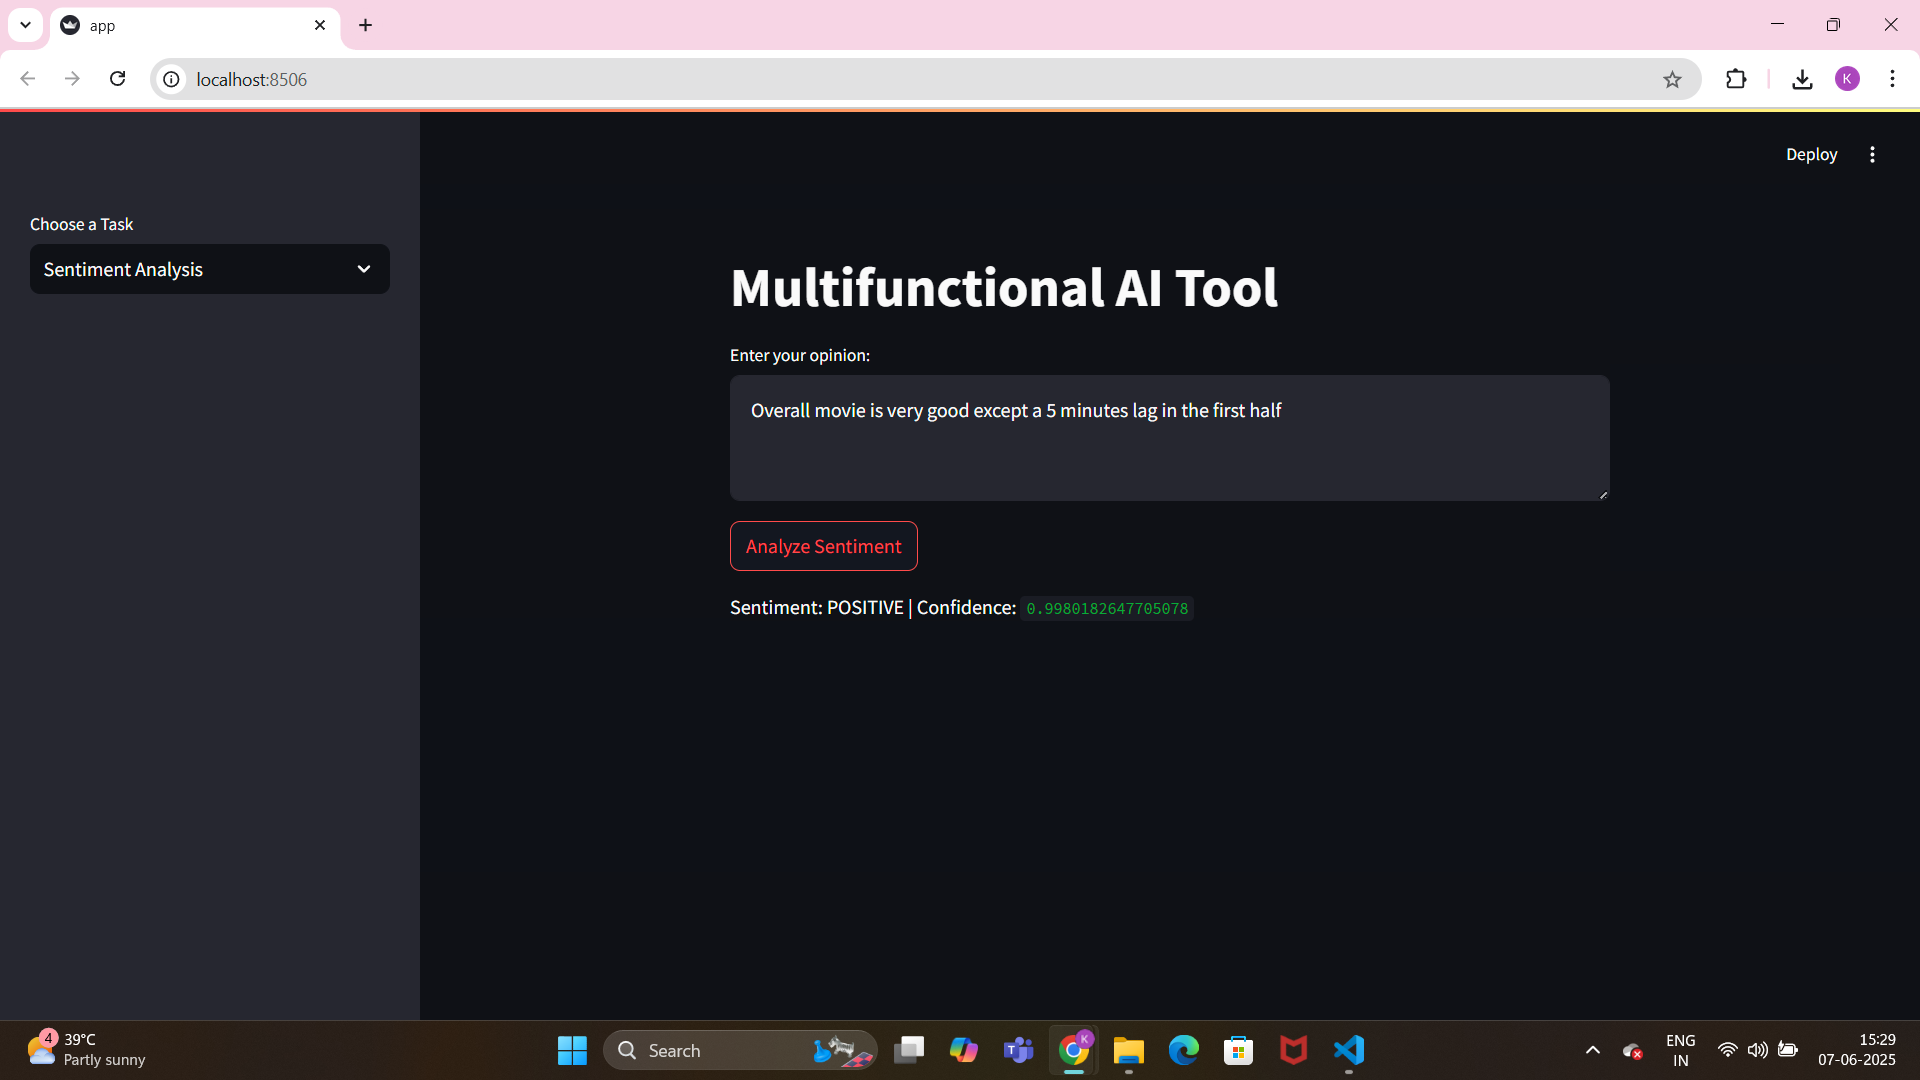 app
localhost:8506
K
Deploy
Choose a Task
Sentiment Analysis
Multifunctional AI Tool
Enter your opinion:
Overall movie is very good except a 5 minutes lag in the first half
Analyze Sentiment
Sentiment: POSITIVE | Confidence: 0.9980182647705078
4
39°C
Partly sunny
Search
T
K
ENG
IN
15:29
07-06-2025